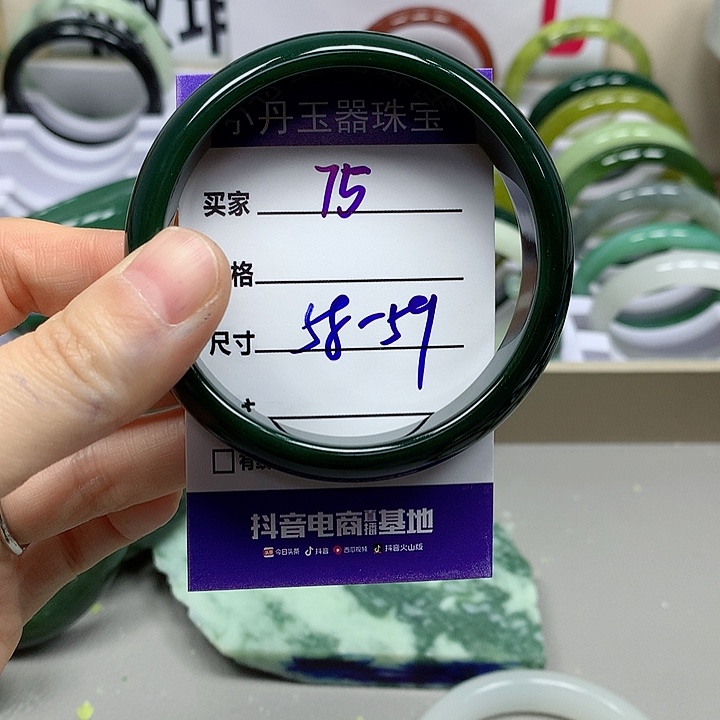 小丹玉器珠宝
买家 75
格
尺寸 58-59
抖音电商直播基地
今日头条 抖音 西瓜视频 抖音火山版